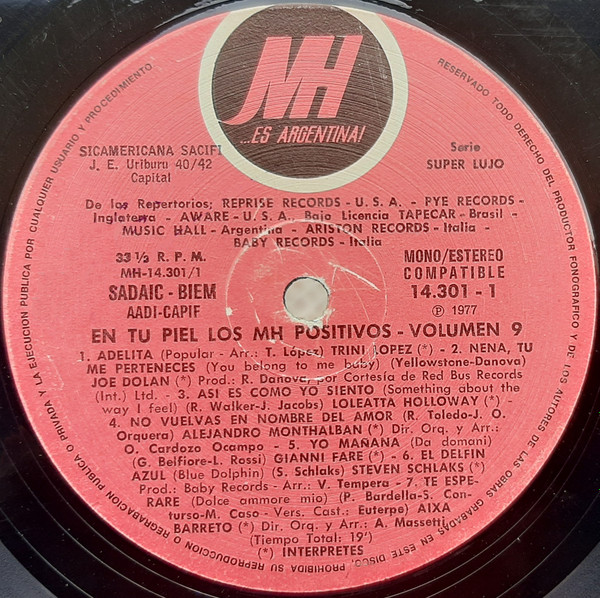 MH
...ES ARGENTINA!
SICAMERICANA SACIFI
J. E. Uriburu 40/42
Capital
Serie
SUPER LUJO
De los Repertorios; REPRISE RECORDS - U. S. A. - PYE RECORDS -
Inglaterra - AWARE - U. S. A., Bajo Licencia TAPECAR - Brasil -
MUSIC HALL - Argentina - ARISTON RECORDS - Italia -
BABY RECORDS - Italia
33 ⅓ R. P. M.
MH-14.301/1
SADAIC - BIEM
AADI-CAPIF
MONO/ESTEREO
COMPATIBLE
14.301 - 1
Ⓟ 1977
EN TU PIEL LOS MH POSITIVOS - VOLUMEN 9
1. ADELITA (Popular - Arr.: T. López) TRINI LOPEZ (*) - 2. NENA, TU
ME PERTENECES (You belong to me baby) (Yellowstone-Danova)
JOE DOLAN (*) Prod.: R. Danova, por Cortesía de Red Bus Records
(Int.) Ltd. - 3. ASI ES COMO YO SIENTO (Something about the
way I feel) (R. Walker-J. Jacobs) LOLEATTA HOLLOWAY (*) -
4. NO VUELVAS EN NOMBRE DEL AMOR (R. Toledo-J. O.
Orquera) ALEJANDRO MONTHALBAN (*) Dir. Orq. y Arr.:
O. Cardozo Ocampo - 5. YO MAÑANA (Da domani)
(G. Belfiore-L. Rossi) GIANNI FARE (*) - 6. EL DELFIN
AZUL (Blue Dolphin) (S. Schlaks) STEVEN SCHLAKS (*)
Prod.: Baby Records - Arr.: V. Tempera - 7. TE ESPE-
RARE (Dolce ammore mio) (P. Bardella-S. Con-
turso-M. Caso - Vers. Cast.: Euterpe) AIXA
BARRETO (*) Dir. Orq. y Arr.: A. Massetti
(Tiempo Total: 19')
(*) INTERPRETES
RESERVADO TODO DERECHO DEL PRODUCTOR FONOGRAFICO Y DE LOS AUTORES DE LAS OBRAS GRABADAS EN ESTE DISCO. PROHIBIDA SU REPRODUCCION O REGRABACION PUBLICA O PRIVADA Y LA EJECUCION PUBLICA POR CUALQUIER USUARIO Y PROCEDIMIENTO